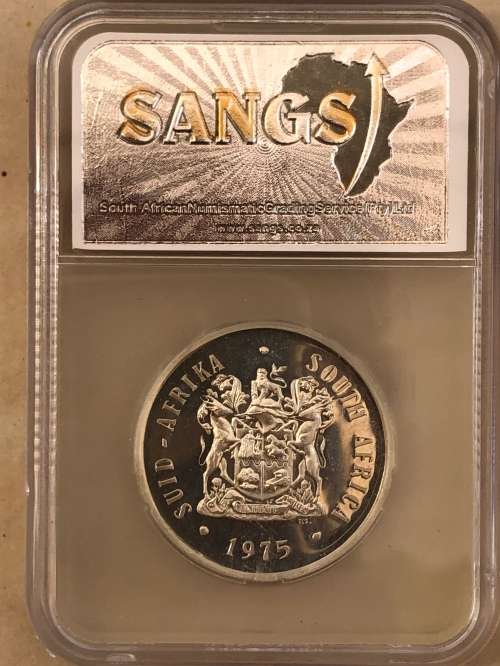 SANGS
South African Numismatic Grading Service (Pty) Ltd
www.sangs.co.za
SUID-AFRIKA • SOUTH AFRICA
• 1975 •